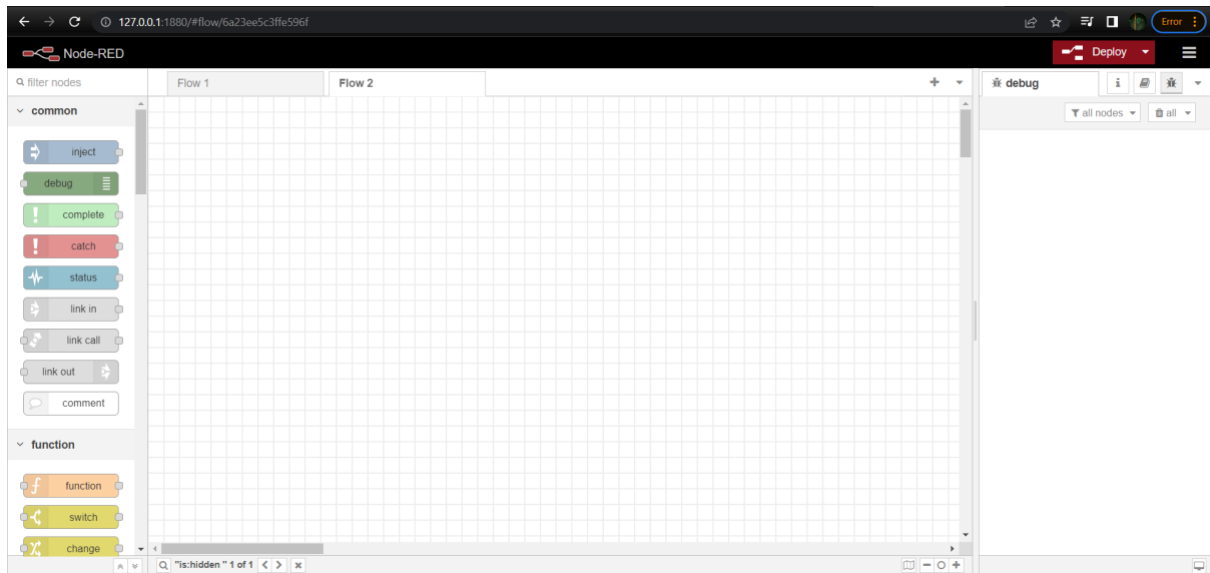 127.0.0.1:1880/#flow/6a23ee5c3ffe596f
Error
Node-RED
Deploy
filter nodes
Flow 1
Flow 2
debug
i
common
all nodes
all
inject
debug
complete
catch
status
link in
link call
link out
comment
function
function
switch
change
"is:hidden " 1 of 1